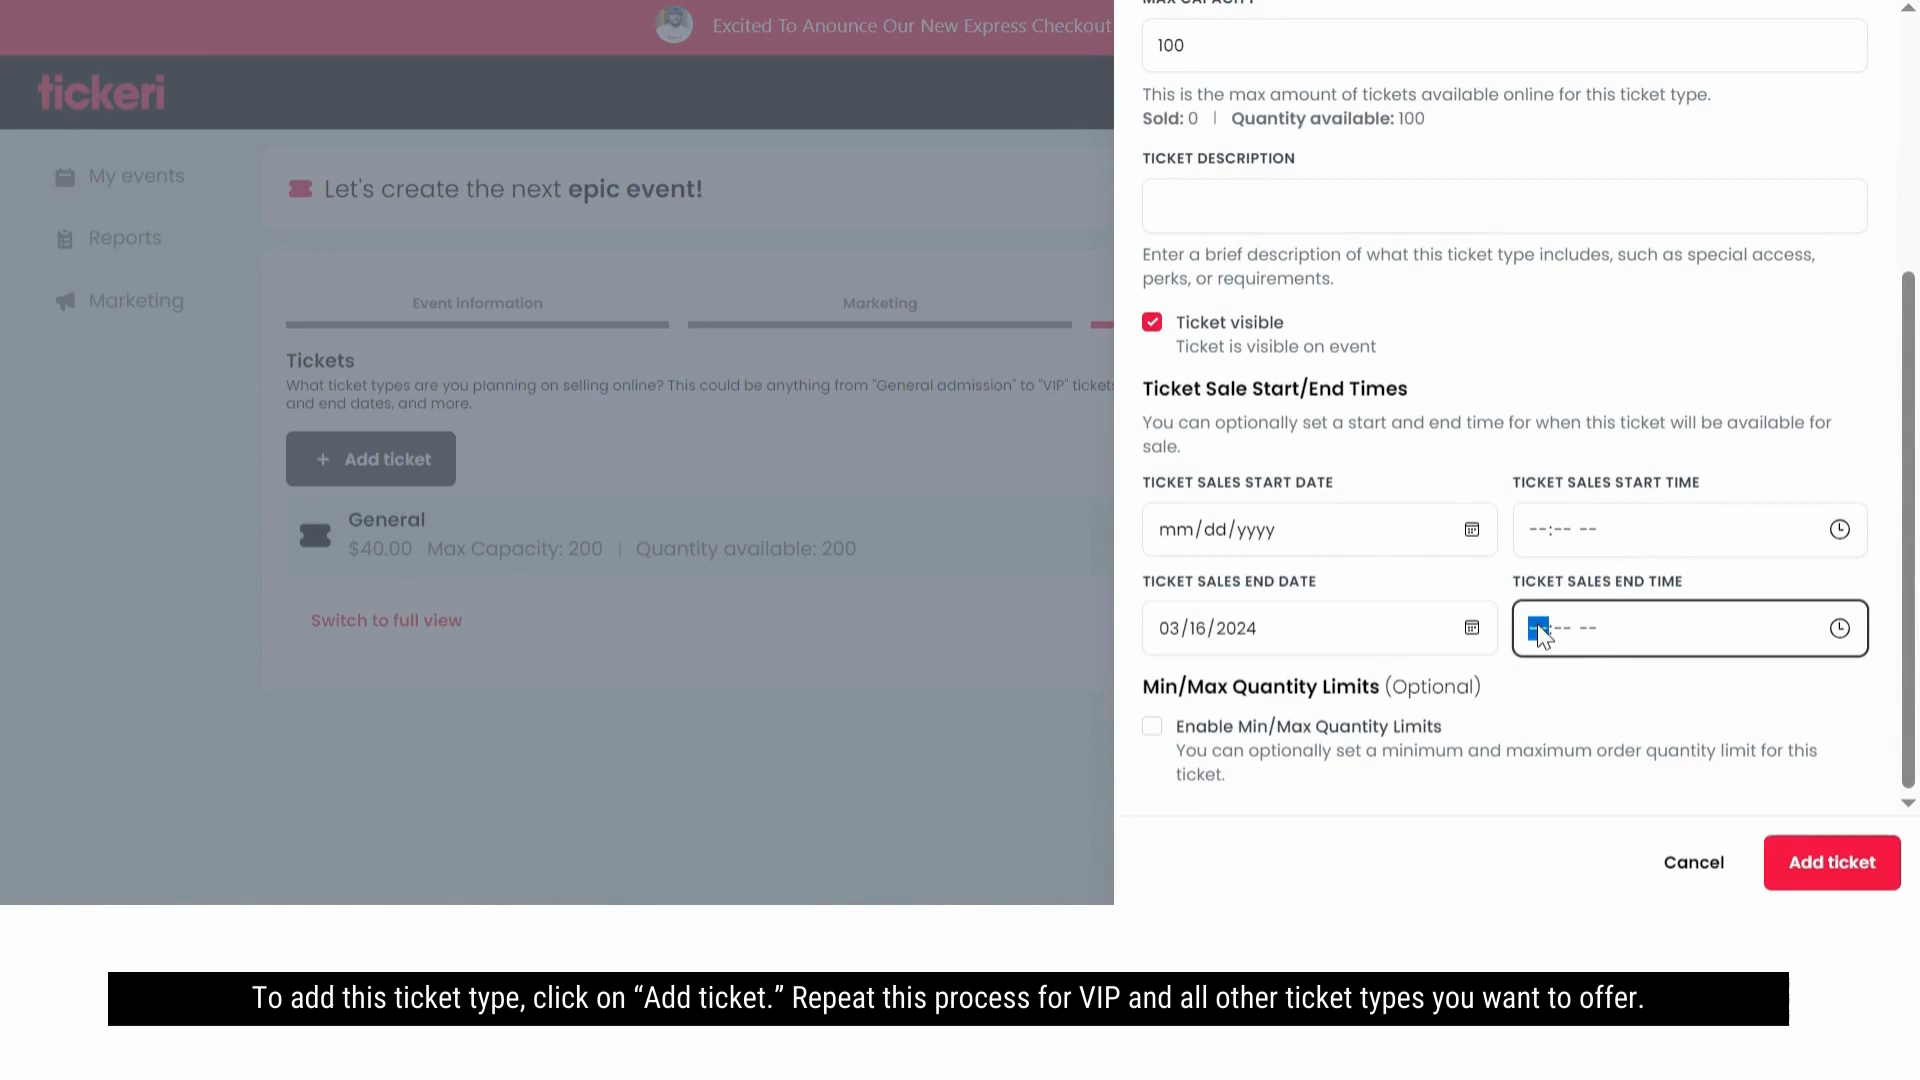 Excited To Anounce Our New Express Checkout
tickeri
My events
Reports
Marketing
Let's create the next epic event!
Event information
Marketing
Tickets
What ticket types are you planning on selling online? This could be anything from "General admission" to "VIP" tickets
and end dates, and more.
+ Add ticket
General
$40.00 Max Capacity: 200 | Quantity available: 200
Switch to full view
MAX CAPACITY
100
This is the max amount of tickets available online for this ticket type.
Sold: 0 | Quantity available: 100
TICKET DESCRIPTION
Enter a brief description of what this ticket type includes, such as special access,
perks, or requirements.
Ticket visible
Ticket is visible on event
Ticket Sale Start/End Times
You can optionally set a start and end time for when this ticket will be available for
sale.
TICKET SALES START DATE
TICKET SALES START TIME
mm/dd/yyyy
--:-- --
TICKET SALES END DATE
TICKET SALES END TIME
03/16/2024
--:-- --
Min/Max Quantity Limits (Optional)
Enable Min/Max Quantity Limits
You can optionally set a minimum and maximum order quantity limit for this
ticket.
Cancel
Add ticket
To add this ticket type, click on “Add ticket.” Repeat this process for VIP and all other ticket types you want to offer.